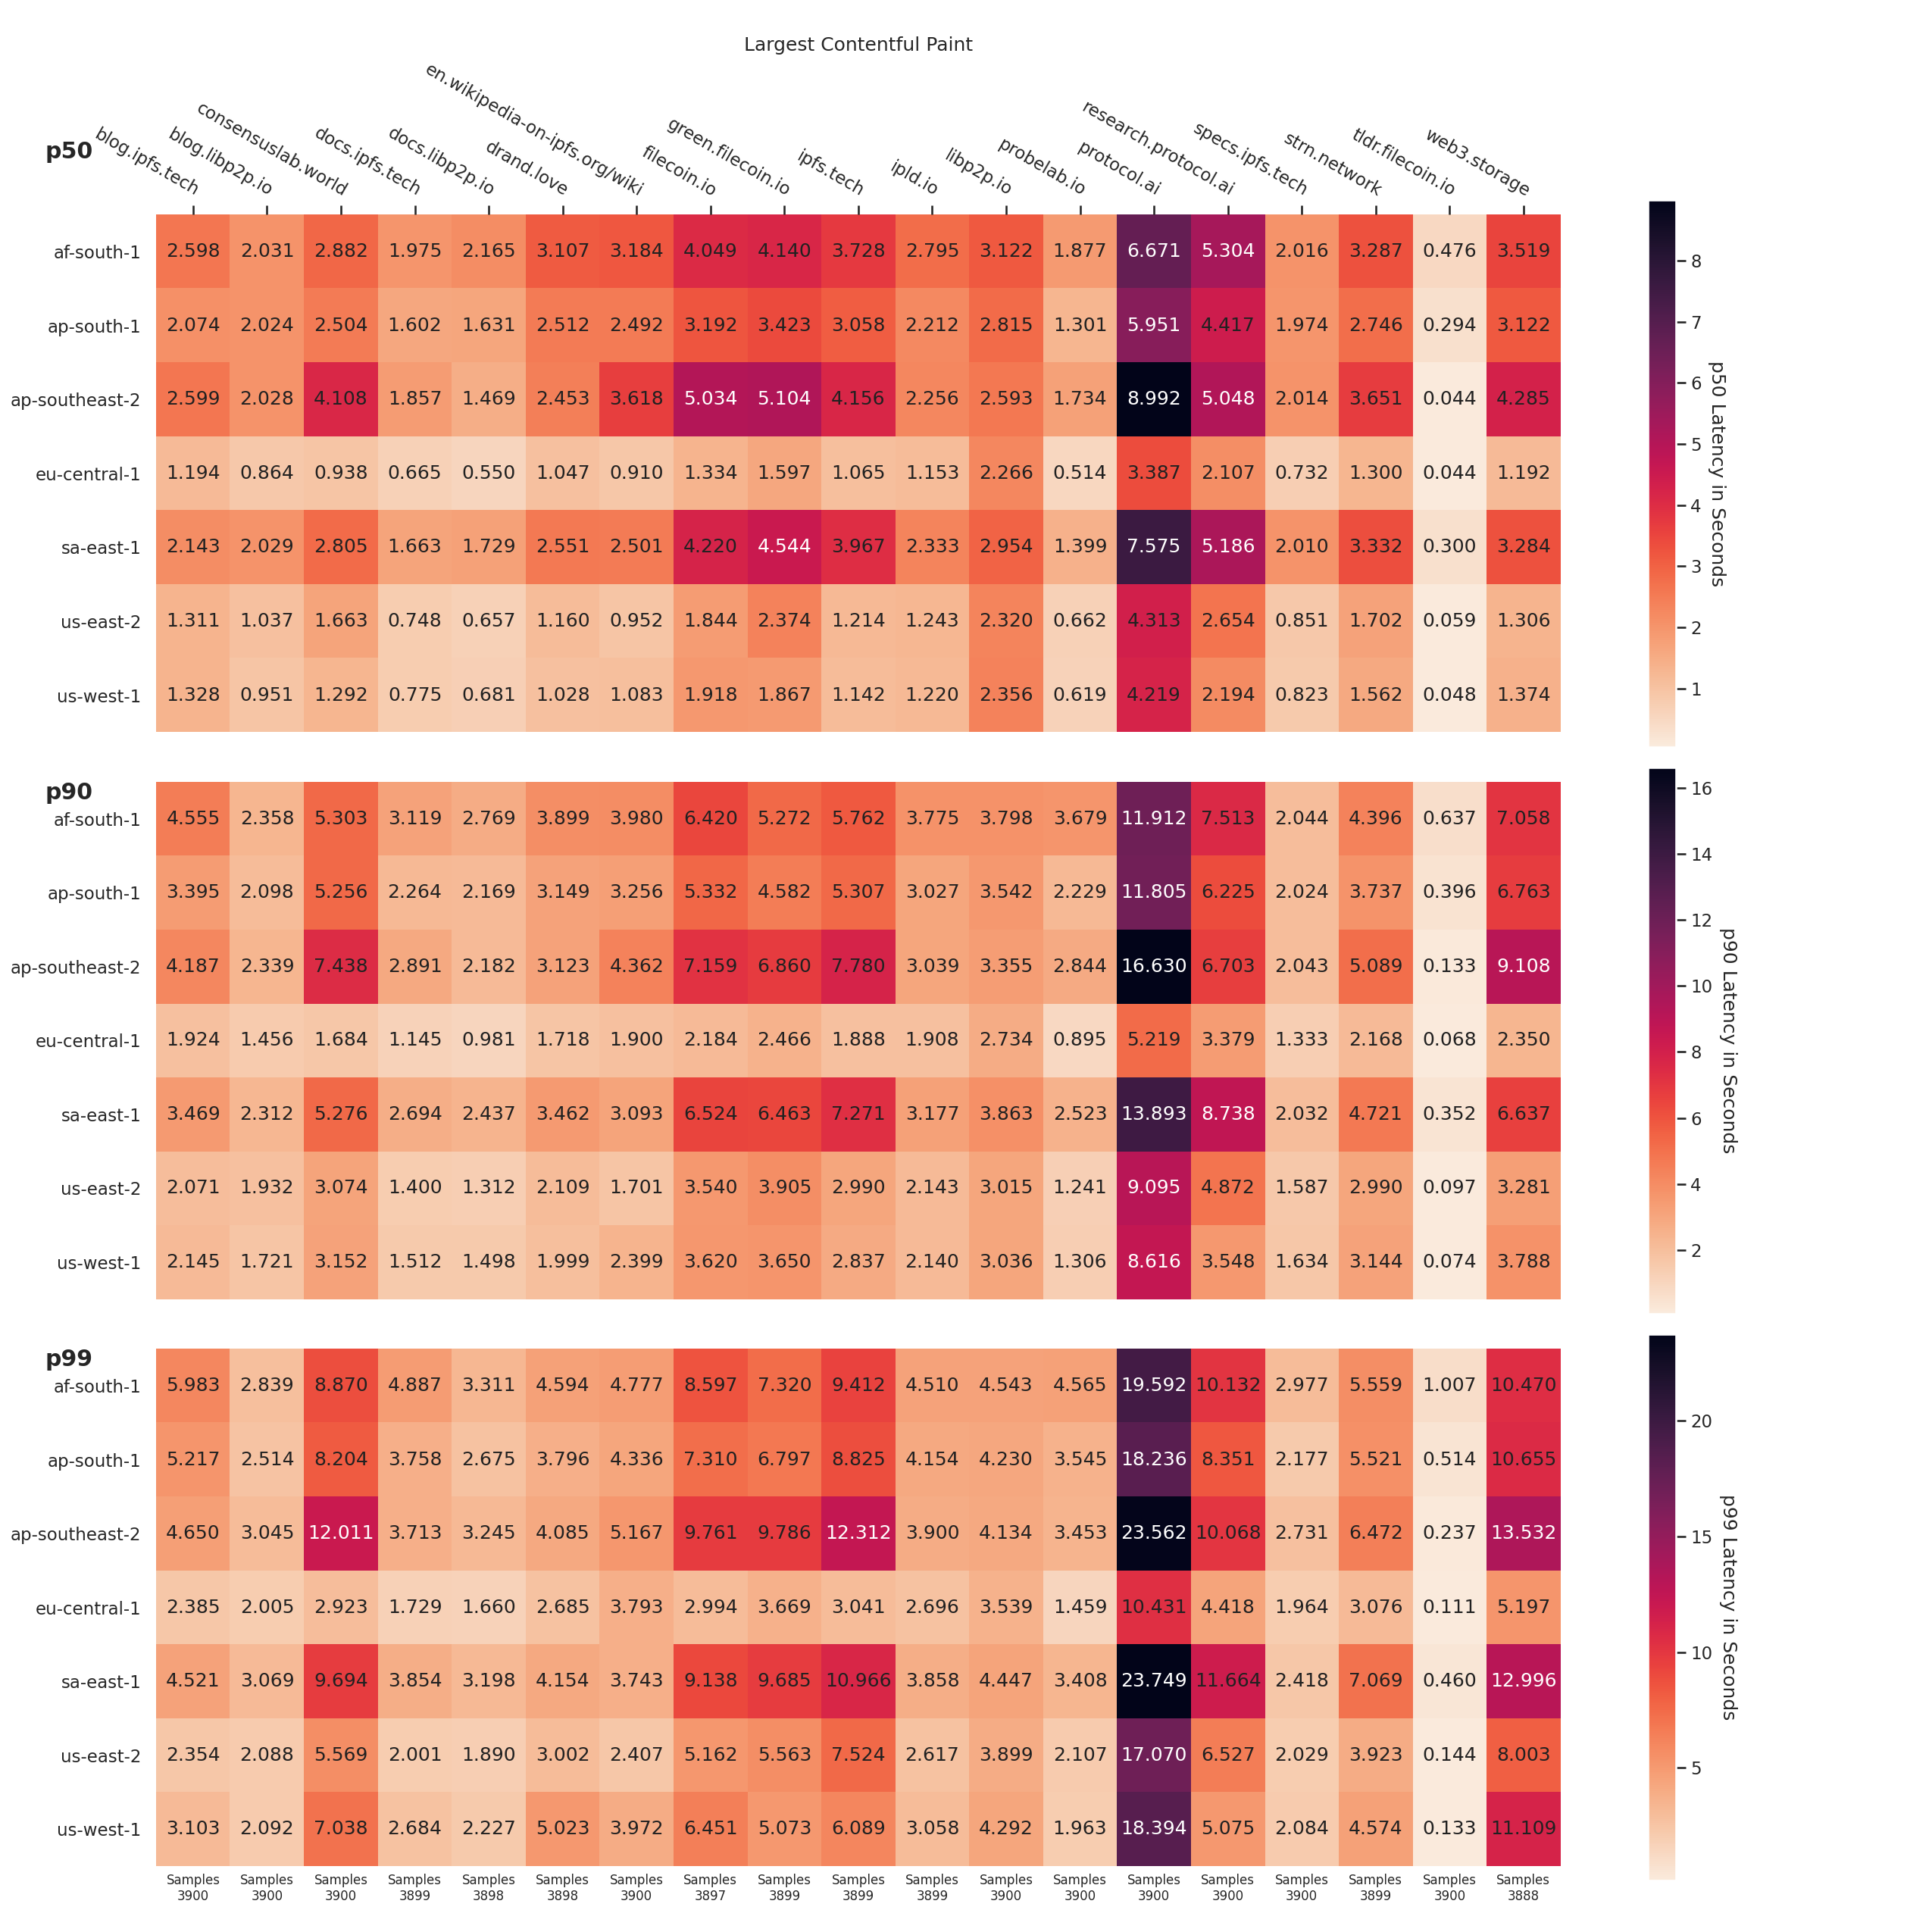 Largest Contentful Paint
p50
blog.ipfs.tech
blog.libp2p.io
consensuslab.world
docs.ipfs.tech
docs.libp2p.io
drand.love
en.wikipedia-on-ipfs.org/wiki
filecoin.io
green.filecoin.io
ipfs.tech
ipld.io
libp2p.io
probelab.io
protocol.ai
research.protocol.ai
specs.ipfs.tech
strn.network
tldr.filecoin.io
web3.storage
af-south-1 2.598 2.031 2.882 1.975 2.165 3.107 3.184 4.049 4.140 3.728 2.795 3.122 1.877 6.671 5.304 2.016 3.287 0.476 3.519
ap-south-1 2.074 2.024 2.504 1.602 1.631 2.512 2.492 3.192 3.423 3.058 2.212 2.815 1.301 5.951 4.417 1.974 2.746 0.294 3.122
ap-southeast-2 2.599 2.028 4.108 1.857 1.469 2.453 3.618 5.034 5.104 4.156 2.256 2.593 1.734 8.992 5.048 2.014 3.651 0.044 4.285
eu-central-1 1.194 0.864 0.938 0.665 0.550 1.047 0.910 1.334 1.597 1.065 1.153 2.266 0.514 3.387 2.107 0.732 1.300 0.044 1.192
sa-east-1 2.143 2.029 2.805 1.663 1.729 2.551 2.501 4.220 4.544 3.967 2.333 2.954 1.399 7.575 5.186 2.010 3.332 0.300 3.284
us-east-2 1.311 1.037 1.663 0.748 0.657 1.160 0.952 1.844 2.374 1.214 1.243 2.320 0.662 4.313 2.654 0.851 1.702 0.059 1.306
us-west-1 1.328 0.951 1.292 0.775 0.681 1.028 1.083 1.918 1.867 1.142 1.220 2.356 0.619 4.219 2.194 0.823 1.562 0.048 1.374
8
7
6
5
4
3
2
1
p50 Latency in Seconds
p90
af-south-1 4.555 2.358 5.303 3.119 2.769 3.899 3.980 6.420 5.272 5.762 3.775 3.798 3.679 11.912 7.513 2.044 4.396 0.637 7.058
ap-south-1 3.395 2.098 5.256 2.264 2.169 3.149 3.256 5.332 4.582 5.307 3.027 3.542 2.229 11.805 6.225 2.024 3.737 0.396 6.763
ap-southeast-2 4.187 2.339 7.438 2.891 2.182 3.123 4.362 7.159 6.860 7.780 3.039 3.355 2.844 16.630 6.703 2.043 5.089 0.133 9.108
eu-central-1 1.924 1.456 1.684 1.145 0.981 1.718 1.900 2.184 2.466 1.888 1.908 2.734 0.895 5.219 3.379 1.333 2.168 0.068 2.350
sa-east-1 3.469 2.312 5.276 2.694 2.437 3.462 3.093 6.524 6.463 7.271 3.177 3.863 2.523 13.893 8.738 2.032 4.721 0.352 6.637
us-east-2 2.071 1.932 3.074 1.400 1.312 2.109 1.701 3.540 3.905 2.990 2.143 3.015 1.241 9.095 4.872 1.587 2.990 0.097 3.281
us-west-1 2.145 1.721 3.152 1.512 1.498 1.999 2.399 3.620 3.650 2.837 2.140 3.036 1.306 8.616 3.548 1.634 3.144 0.074 3.788
16
14
12
10
8
6
4
2
p90 Latency in Seconds
p99
af-south-1 5.983 2.839 8.870 4.887 3.311 4.594 4.777 8.597 7.320 9.412 4.510 4.543 4.565 19.592 10.132 2.977 5.559 1.007 10.470
ap-south-1 5.217 2.514 8.204 3.758 2.675 3.796 4.336 7.310 6.797 8.825 4.154 4.230 3.545 18.236 8.351 2.177 5.521 0.514 10.655
ap-southeast-2 4.650 3.045 12.011 3.713 3.245 4.085 5.167 9.761 9.786 12.312 3.900 4.134 3.453 23.562 10.068 2.731 6.472 0.237 13.532
eu-central-1 2.385 2.005 2.923 1.729 1.660 2.685 3.793 2.994 3.669 3.041 2.696 3.539 1.459 10.431 4.418 1.964 3.076 0.111 5.197
sa-east-1 4.521 3.069 9.694 3.854 3.198 4.154 3.743 9.138 9.685 10.966 3.858 4.447 3.408 23.749 11.664 2.418 7.069 0.460 12.996
us-east-2 2.354 2.088 5.569 2.001 1.890 3.002 2.407 5.162 5.563 7.524 2.617 3.899 2.107 17.070 6.527 2.029 3.923 0.144 8.003
us-west-1 3.103 2.092 7.038 2.684 2.227 5.023 3.972 6.451 5.073 6.089 3.058 4.292 1.963 18.394 5.075 2.084 4.574 0.133 11.109
20
15
10
5
p99 Latency in Seconds
Samples Samples Samples Samples Samples Samples Samples Samples Samples Samples Samples Samples Samples Samples Samples Samples Samples Samples Samples
3900 3900 3900 3899 3898 3898 3900 3897 3899 3899 3899 3900 3900 3900 3900 3900 3899 3900 3888